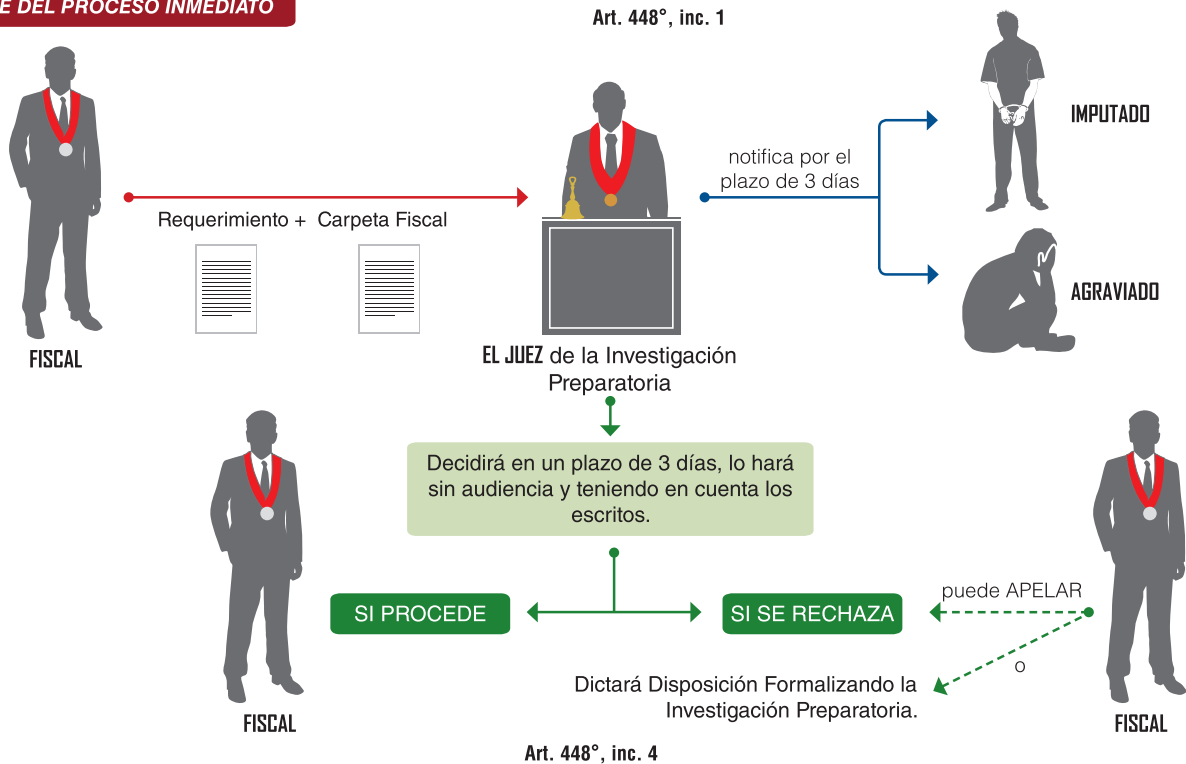 DEL PROCESO INMEDIATO
Art. 448°, inc. 1
IMPUTADO
notifica por el
plazo de 3 días
Requerimiento + Carpeta Fiscal
AGRAVIADO
FISCAL
EL JUEZ de la Investigación
Preparatoria
Decidirá en un plazo de 3 días, lo hará
sin audiencia y teniendo en cuenta los
escritos.
SI PROCEDE
SI SE RECHAZA
puede APELAR
o
Dictará Disposición Formalizando la
Investigación Preparatoria.
FISCAL
FISCAL
Art. 448°, inc. 4